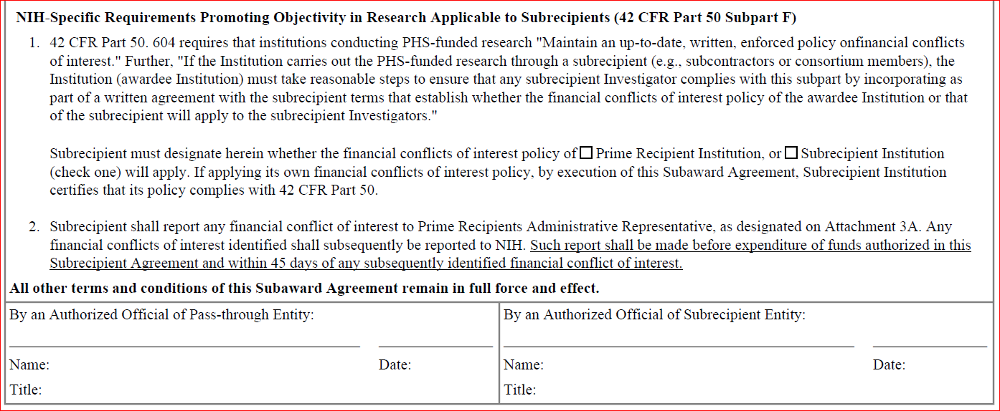 NIH-Specific Requirements Promoting Objectivity in Research Applicable to Subrecipients (42 CFR Part 50 Subpart F)
1. 42 CFR Part 50. 604 requires that institutions conducting PHS-funded research "Maintain an up-to-date, written, enforced policy onfinancial conflicts
of interest." Further, "If the Institution carries out the PHS-funded research through a subrecipient (e.g., subcontractors or consortium members), the
Institution (awardee Institution) must take reasonable steps to ensure that any subrecipient Investigator complies with this subpart by incorporating as
part of a written agreement with the subrecipient terms that establish whether the financial conflicts of interest policy of the awardee Institution or that
of the subrecipient will apply to the subrecipient Investigators."
Subrecipient must designate herein whether the financial conflicts of interest policy of ☐ Prime Recipient Institution, or ☐ Subrecipient Institution
(check one) will apply. If applying its own financial conflicts of interest policy, by execution of this Subaward Agreement, Subrecipient Institution
certifies that its policy complies with 42 CFR Part 50.
2. Subrecipient shall report any financial conflict of interest to Prime Recipients Administrative Representative, as designated on Attachment 3A. Any
financial conflicts of interest identified shall subsequently be reported to NIH. Such report shall be made before expenditure of funds authorized in this
Subrecipient Agreement and within 45 days of any subsequently identified financial conflict of interest.
All other terms and conditions of this Subaward Agreement remain in full force and effect.
By an Authorized Official of Pass-through Entity:
Name: Date:
Title:
By an Authorized Official of Subrecipient Entity:
Name: Date:
Title: